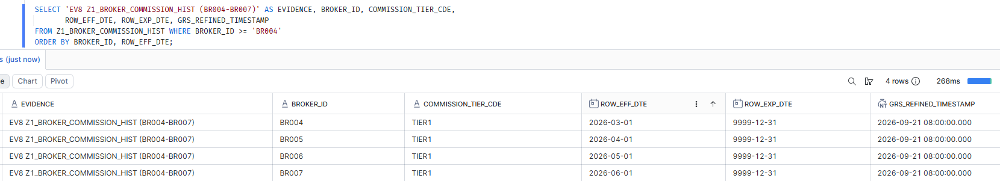 SELECT 'EV8 Z1_BROKER_COMMISSION_HIST (BR004-BR007)' AS EVIDENCE, BROKER_ID, COMMISSION_TIER_CDE,
ROW_EFF_DTE, ROW_EXP_DTE, GRS_REFINED_TIMESTAMP
FROM Z1_BROKER_COMMISSION_HIST WHERE BROKER_ID >= 'BR004'
ORDER BY BROKER_ID, ROW_EFF_DTE;
s (just now)
e Chart Pivot 4 rows 268ms
A EVIDENCE A BROKER_ID A COMMISSION_TIER_CDE ROW_EFF_DTE ROW_EXP_DTE NT GRS_REFINED_TIMESTAMP
EV8 Z1_BROKER_COMMISSION_HIST (BR004-BR007) BR004 TIER1 2026-03-01 9999-12-31 2026-09-21 08:00:00.000
EV8 Z1_BROKER_COMMISSION_HIST (BR004-BR007) BR005 TIER1 2026-04-01 9999-12-31 2026-09-21 08:00:00.000
EV8 Z1_BROKER_COMMISSION_HIST (BR004-BR007) BR006 TIER1 2026-05-01 9999-12-31 2026-09-21 08:00:00.000
EV8 Z1_BROKER_COMMISSION_HIST (BR004-BR007) BR007 TIER1 2026-06-01 9999-12-31 2026-09-21 08:00:00.000